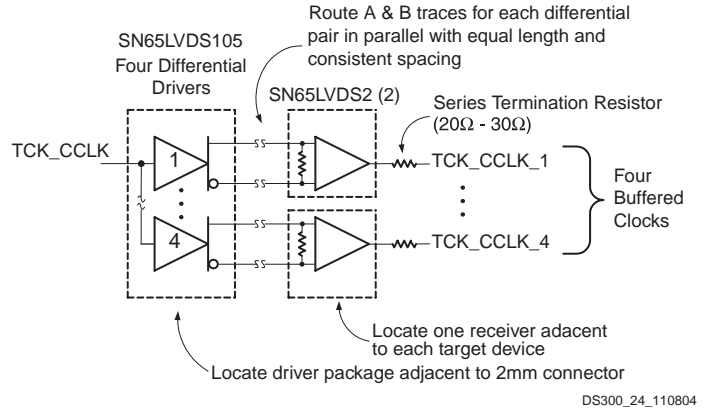 Route A & B traces for each differential
pair in parallel with equal length and
consistent spacing
SN65LVDS105
Four Differential
Drivers
SN65LVDS2 (2)
Series Termination Resistor
(20Ω - 30Ω)
TCK_CCLK
1
TCK_CCLK_1
4
TCK_CCLK_4
Four
Buffered
Clocks
Locate one receiver adacent
to each target device
Locate driver package adjacent to 2mm connector
DS300_24_110804